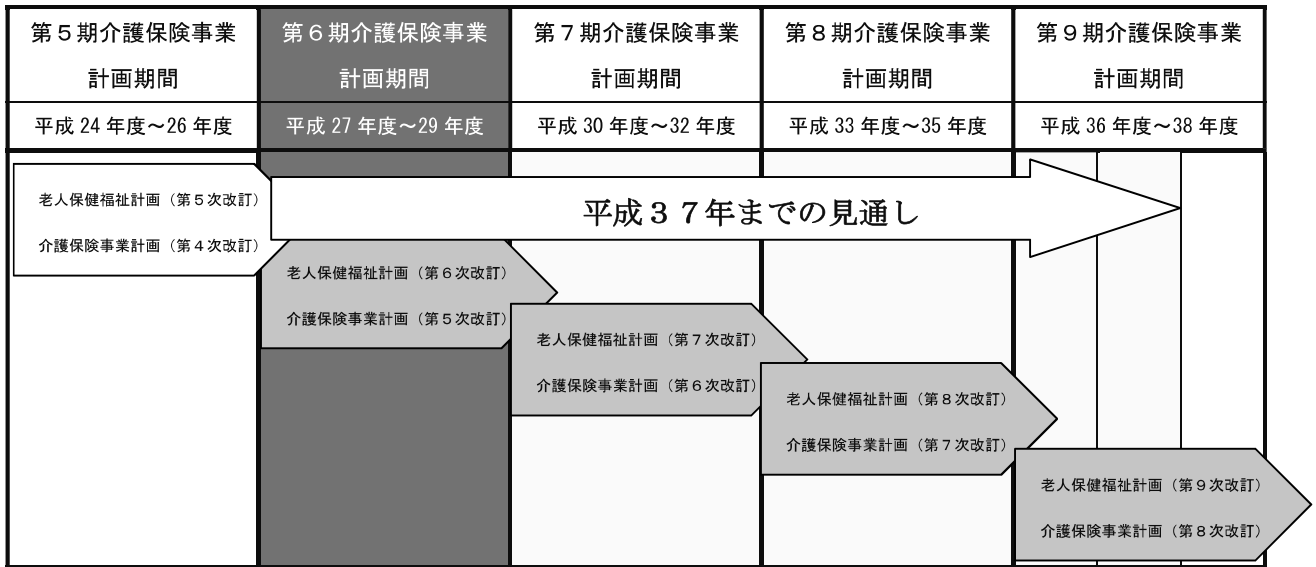 第５期介護保険事業
計画期間
第６期介護保険事業
計画期間
第７期介護保険事業
計画期間
第８期介護保険事業
計画期間
第９期介護保険事業
計画期間
平成 24 年度～26 年度
平成 27 年度～29 年度
平成 30 年度～32 年度
平成 33 年度～35 年度
平成 36 年度～38 年度
老人保健福祉計画（第５次改訂）
介護保険事業計画（第４次改訂）
平成３７年までの見通し
老人保健福祉計画（第６次改訂）
介護保険事業計画（第５次改訂）
老人保健福祉計画（第７次改訂）
介護保険事業計画（第６次改訂）
老人保健福祉計画（第８次改訂）
介護保険事業計画（第７次改訂）
老人保健福祉計画（第９次改訂）
介護保険事業計画（第８次改訂）